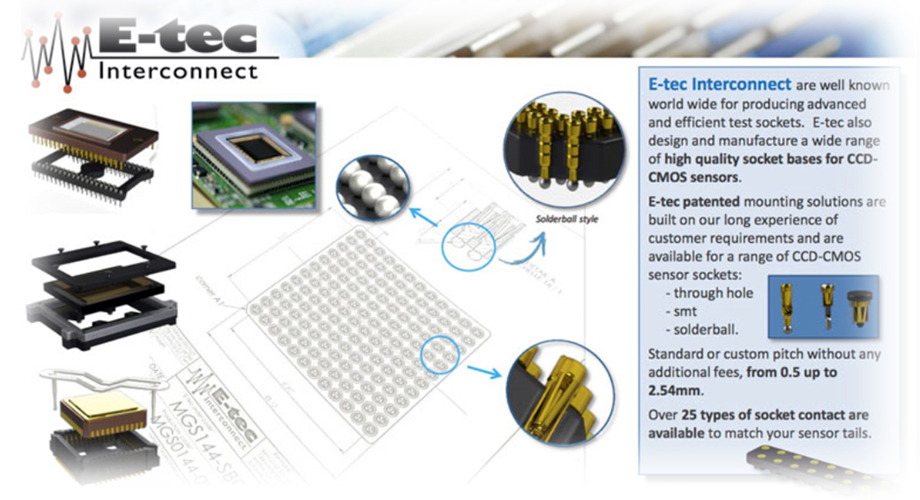 E-tec
Interconnect
E-tec Interconnect are well known
world wide for producing advanced
and efficient test sockets. E-tec also
design and manufacture a wide range
of high quality socket bases for CCD-
CMOS sensors.
E-tec patented mounting solutions are
built on our long experience of
customer requirements and are
available for a range of CCD-CMOS
sensor sockets:
- through hole
- smt
- solderball.
Standard or custom pitch without any
additional fees, from 0.5 up to
2.54mm.
Over 25 types of socket contact are
available to match your sensor tails.
Solderball style
Corner A1
E-tec
Interconnect